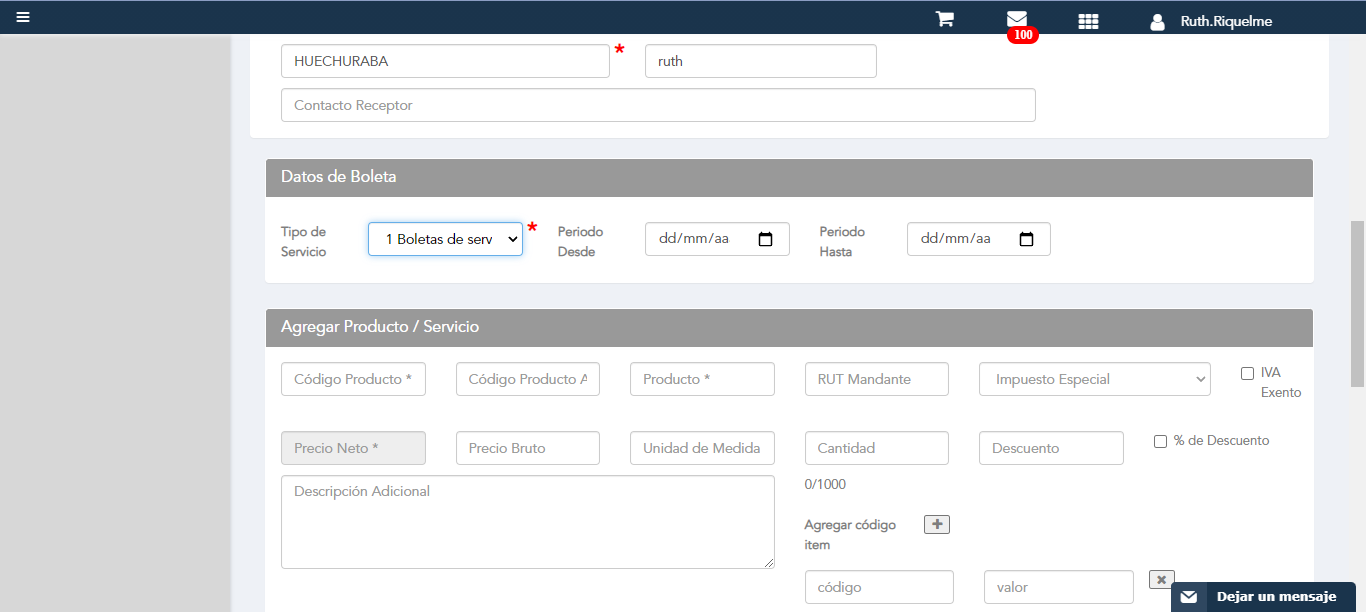 Ruth.Riquelme
100
HUECHURABA * ruth
Contacto Receptor
Datos de Boleta
Tipo de Servicio 1 Boletas de serv * Periodo Desde dd/mm/aa Periodo Hasta dd/mm/aa
Agregar Producto / Servicio
Código Producto * Código Producto A Producto * RUT Mandante Impuesto Especial IVA Exento
Precio Neto * Precio Bruto Unidad de Medida Cantidad Descuento % de Descuento
Descripción Adicional 0/1000
Agregar código item +
código valor ×
Dejar un mensaje